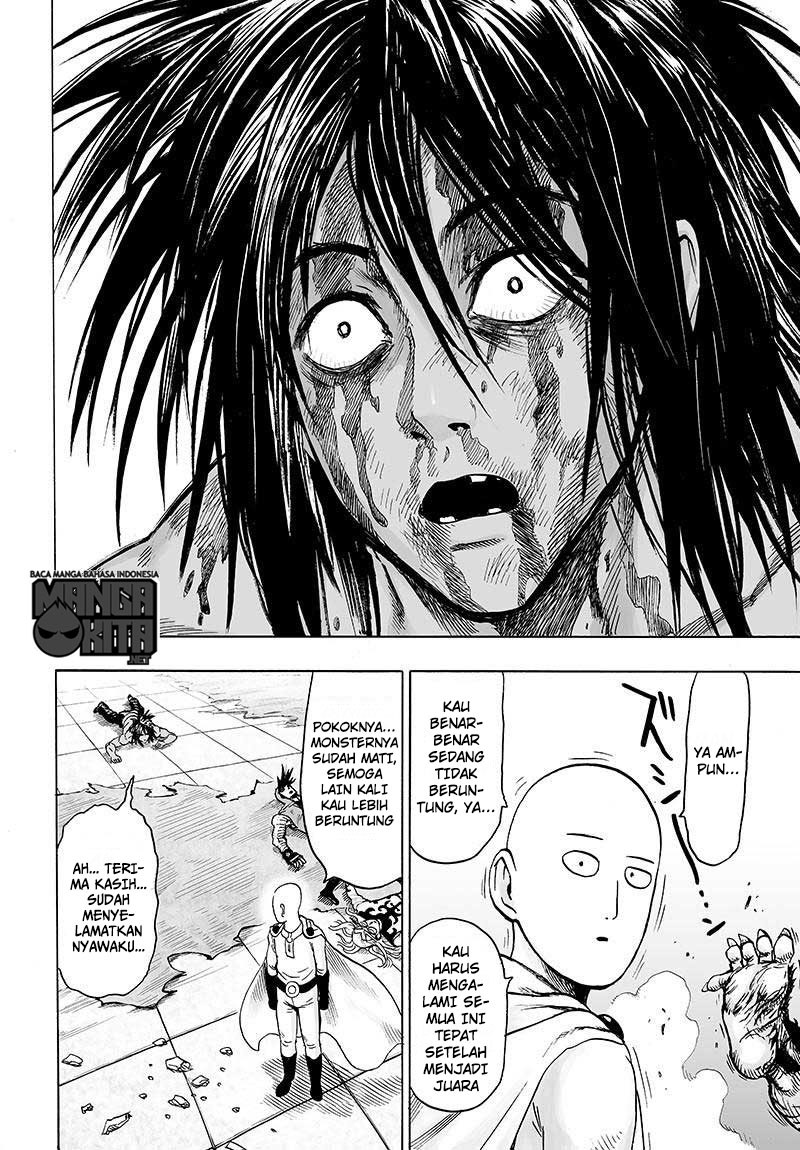 BACA MANGA BAHASA INDONESIA
MANGA
KITA
.NET
YA AM-
PUN...
ズ
KAU
BENAR-
BENAR
SEDANG
TIDAK
BERUN-
TUNG, YA...
KAU
HARUS
MENGA-
LAMI SE-
MUA INI
TEPAT
SETELAH
MENJADI
JUARA
POKOKNYA...
MONSTERNYA
SUDAH MATI,
SEMOGA
LAIN KALI
KAU LEBIH
BERUNTUNG
AH... TERI-
MA KASIH...
SUDAH
MENYE-
LAMATKAN
NYAWAKU...